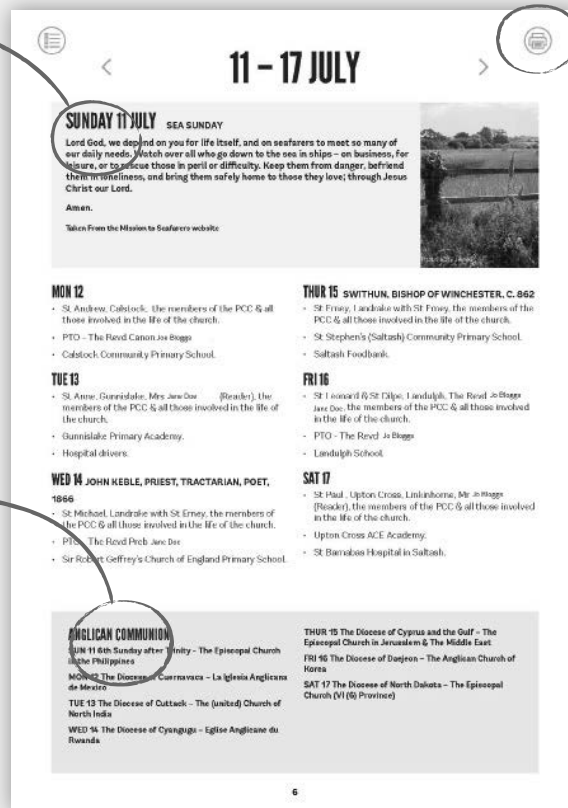 11 – 17 JULY
SUNDAY 11 JULY SEA SUNDAY
Lord God, we depend on you for life itself, and on seafarers to meet so many of
our daily needs. Watch over all who go down to the sea in ships – on business, for
leisure, or to rescue those in peril or difficulty. Keep them from danger, befriend
them in loneliness, and bring them safely home to those they love; through Jesus
Christ our Lord.
Amen.
Taken From the Mission to Seafarers website
MON 12
• St. Andrew, Calstock, the members of the PCC & all
those involved in the life of the church.
• PTO - The Revd Canon Joe Bloggs
• Calstock Community Primary School.
TUE 13
• St. Anne, Gunnislake, Mrs Jane Doe (Reader), the
members of the PCC & all those involved in the life of
the church.
• Gunnislake Primary Academy.
• Hospital drivers.
WED 14 JOHN KEBLE, PRIEST, TRACTARIAN, POET,
1866
• St Michael, Landrake with St Erney, the members of
the PCC & all those involved in the life of the church.
• PTO - The Revd Preb Jane Doe
• Sir Robert Geffrey's Church of England Primary School.
THUR 15 SWITHUN, BISHOP OF WINCHESTER, C. 862
• St Erney, Landrake with St Erney, the members of the
PCC & all those involved in the life of the church.
• St Stephen's (Saltash) Community Primary School.
• Saltash Foodbank.
FRI 16
• St Leonard & St Dilpe, Landulph, The Revd Jo Bloggs
Jane Doe, the members of the PCC & all those involved
in the life of the church.
• PTO - The Revd Jo Bloggs
• Landulph School.
SAT 17
• St Paul, Upton Cross, Linkinhorne, Mr Jo Bloggs
(Reader), the members of the PCC & all those involved
in the life of the church.
• Upton Cross ACE Academy.
• St Barnabas Hospital in Saltash.
ANGLICAN COMMUNION
SUN 11 6th Sunday after Trinity – The Episcopal Church
in the Philippines
MON 12 The Diocese of Cuernavaca – La Iglesia Anglicana
de Mexico
TUE 13 The Diocese of Cuttack – The (united) Church of
North India
WED 14 The Diocese of Cyangugu – Eglise Anglicane du
Rwanda
THUR 15 The Diocese of Cyprus and the Gulf – The
Episcopal Church in Jerusalem & The Middle East
FRI 16 The Diocese of Daejeon – The Anglican Church of
Korea
SAT 17 The Diocese of North Dakota – The Episcopal
Church (VI (6) Province)
6